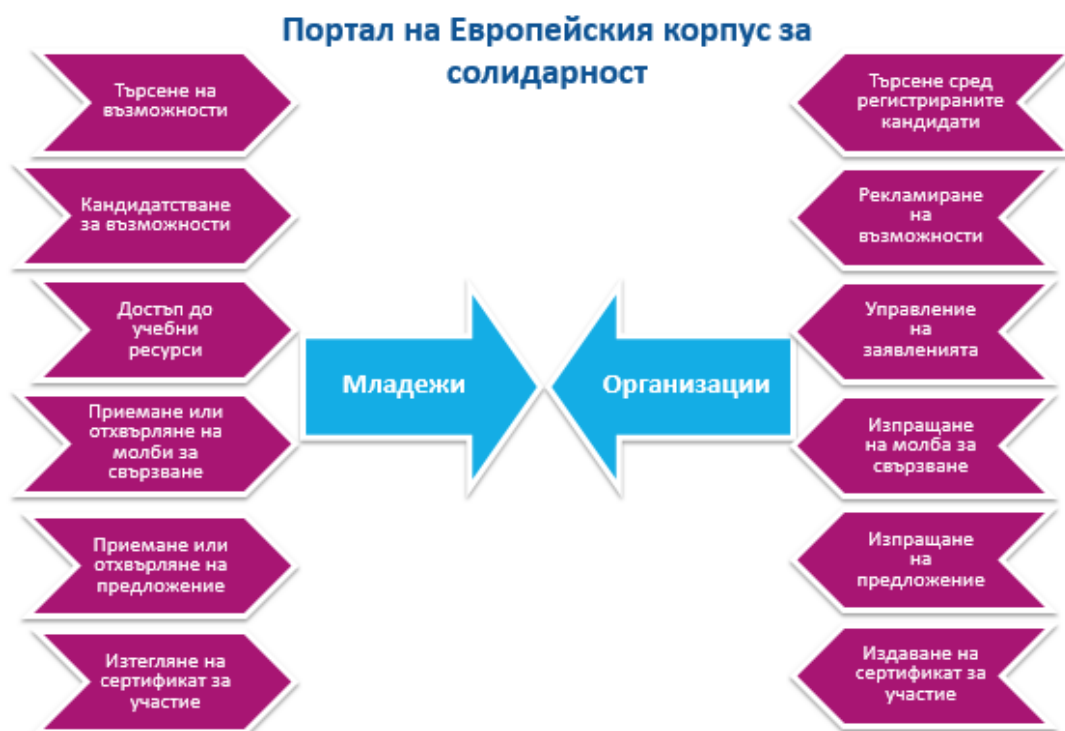 Портал на Европейския корпус за
солидарност
Търсене на
възможности
Кандидатстване
за възможности
Достъп до
учебни
ресурси
Приемане или
отхвърляне на
молби за
свързване
Приемане или
отхвърляне на
предложение
Изтегляне на
сертификат за
участие
Младежи
Организации
Търсене сред
регистрираните
кандидати
Рекламиране
на
възможности
Управление
на
заявленията
Изпращане
на молба за
свързване
Изпращане
на
предложение
Издаване на
сертификат за
участие